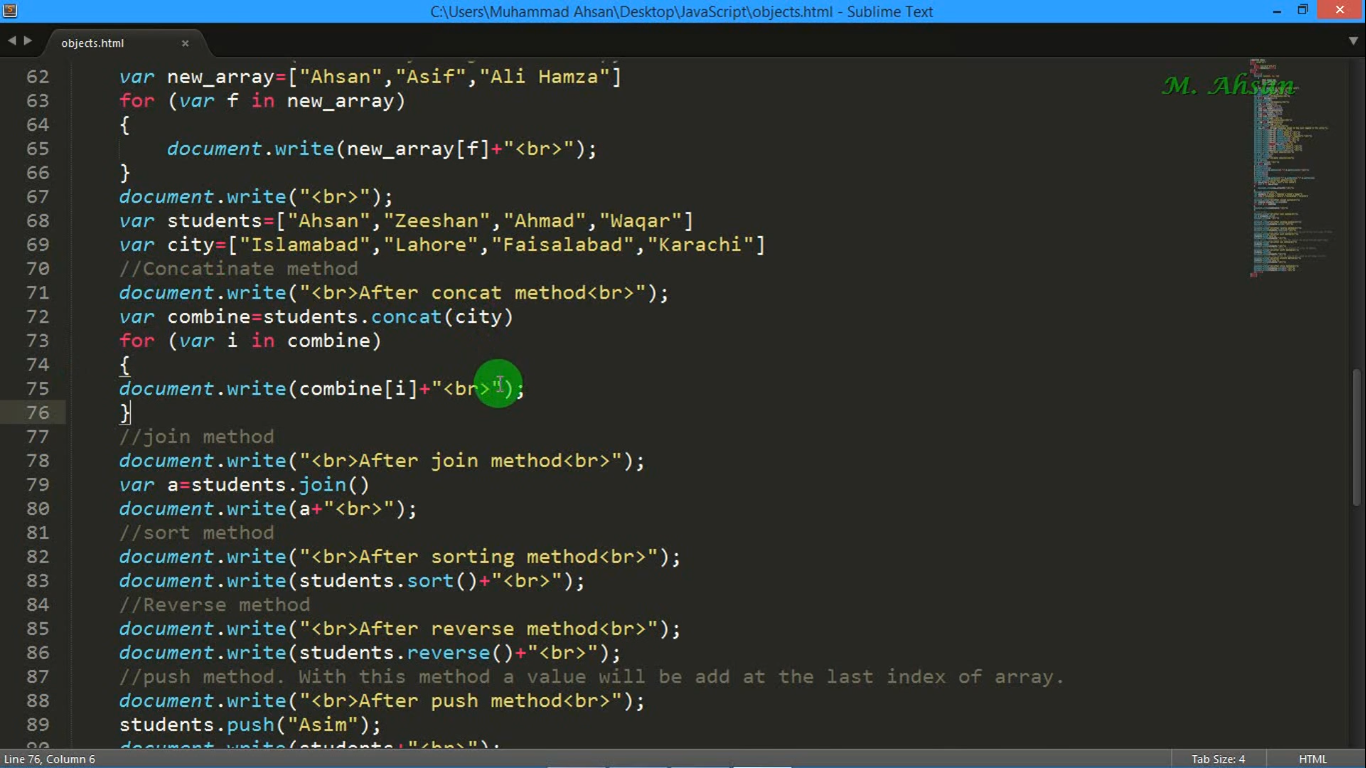 C:\Users\Muhammad Ahsan\Desktop\JavaScript\objects.html - Sublime Text
objects.html
M. Ahsan
62 var new_array=["Ahsan","Asif","Ali Hamza"]
63 for (var f in new_array)
64 {
65 document.write(new_array[f]+"<br>");
66 }
67 document.write("<br>");
68 var students=["Ahsan","Zeeshan","Ahmad","Waqar"]
69 var city=["Islamabad","Lahore","Faisalabad","Karachi"]
70 //Concatinate method
71 document.write("<br>After concat method<br>");
72 var combine=students.concat(city)
73 for (var i in combine)
74 {
75 document.write(combine[i]+"<br>");
76 }
77 //join method
78 document.write("<br>After join method<br>");
79 var a=students.join()
80 document.write(a+"<br>");
81 //sort method
82 document.write("<br>After sorting method<br>");
83 document.write(students.sort()+"<br>");
84 //Reverse method
85 document.write("<br>After reverse method<br>");
86 document.write(students.reverse()+"<br>");
87 //push method. With this method a value will be add at the last index of array.
88 document.write("<br>After push method<br>");
89 students.push("Asim");
90 document.write(students+"<br>");
Line 76, Column 6
Tab Size: 4
HTML